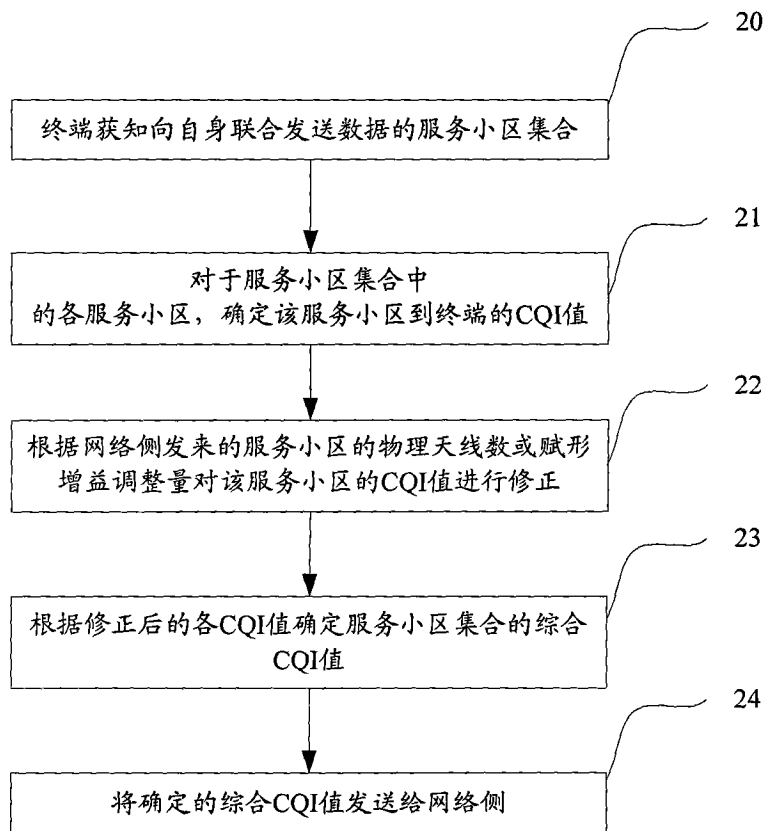 20
终端获知向自身联合发送数据的服务小区集合
21
对于服务小区集合中
的各服务小区，确定该服务小区到终端的CQI值
22
根据网络侧发来的服务小区的物理天线数或赋形
增益调整量对该服务小区的CQI值进行修正
23
根据修正后的各CQI值确定服务小区集合的综合
CQI值
24
将确定的综合CQI值发送给网络侧